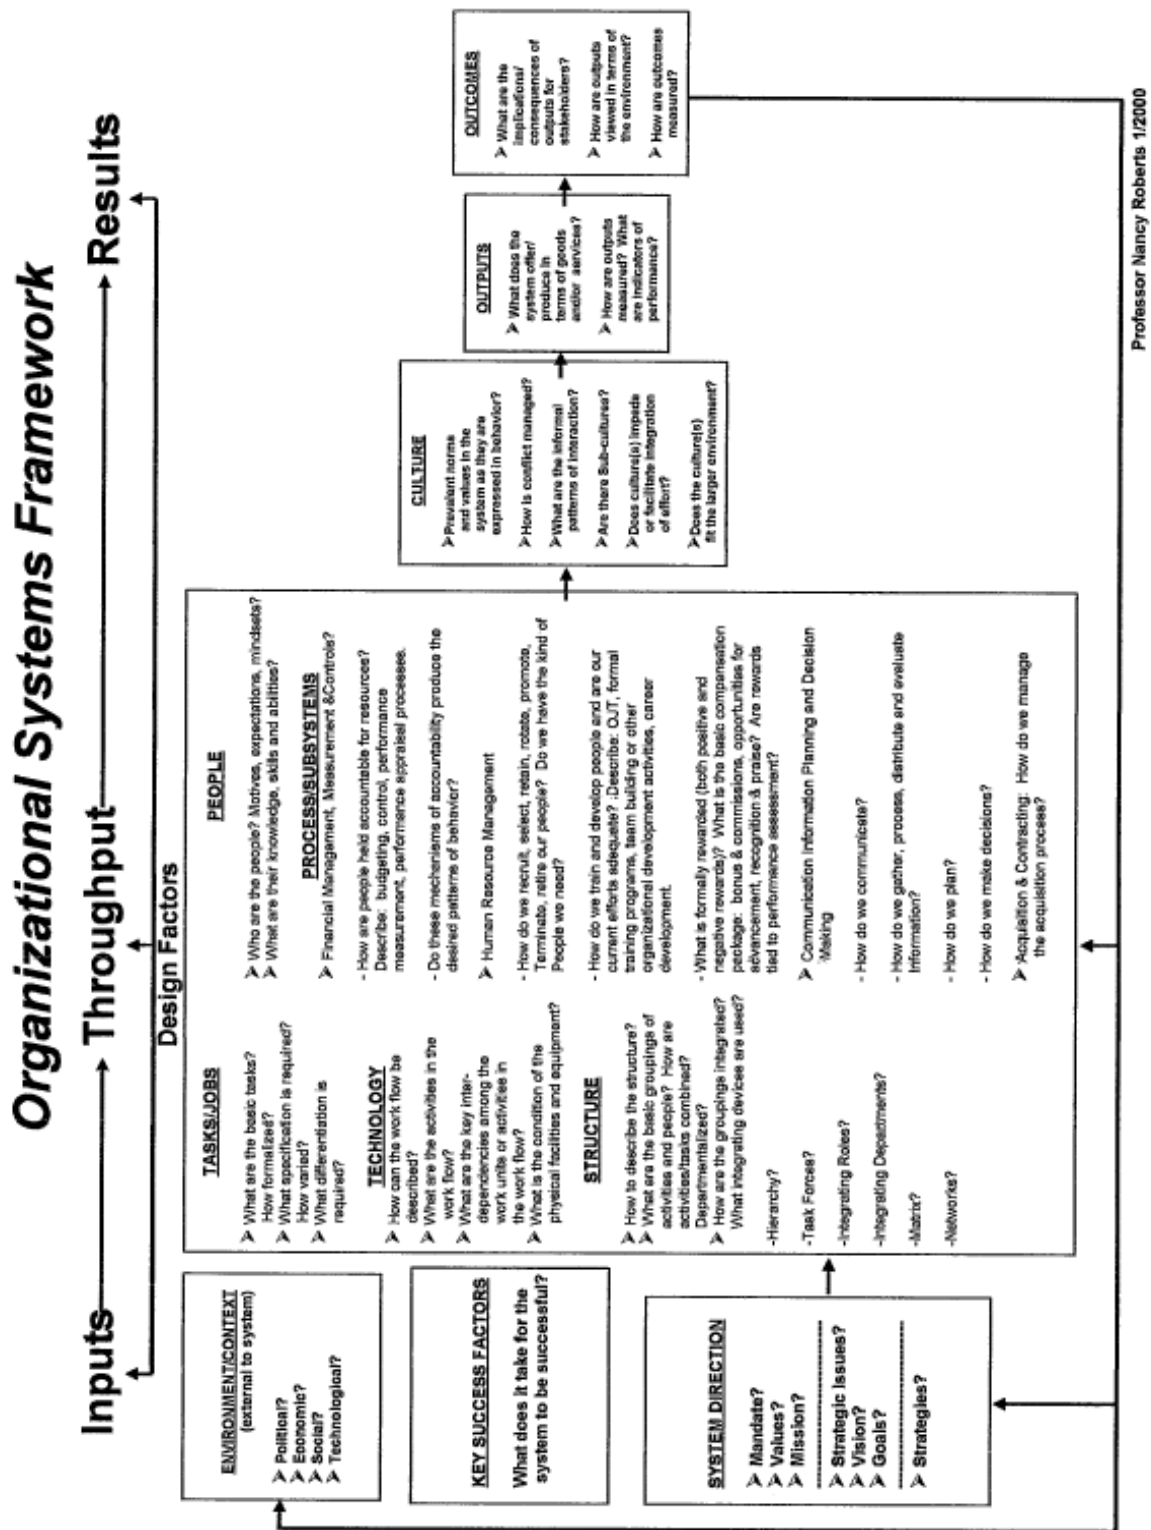 Organizational Systems Framework
Inputs
Throughput
Results
Design Factors
ENVIRONMENT/CONTEXT
(external to system)
➢ Political?
➢ Economic?
➢ Social?
➢ Technological?
KEY SUCCESS FACTORS
What does it take for the
system to be successful?
SYSTEM DIRECTION
➢ Mandate?
➢ Values?
➢ Mission?
➢ Strategic Issues?
➢ Vision?
➢ Goals?
➢ Strategies?
TASKS/JOBS
➢ What are the basic tasks?
How formalized?
➢ What specification is required?
How varied?
➢ What differentiation is
required?
TECHNOLOGY
➢ How can the work flow be
described?
➢ What are the activities in the
work flow?
➢ What are the key inter-
dependencies among the
work units or activities in
the work flow?
➢ What is the condition of the
physical facilities and equipment?
STRUCTURE
➢ How to describe the structure?
➢ What are the basic groupings of
activities and people? How are
activities/tasks combined?
Departmentalized?
➢ How are the groupings integrated?
What integrating devices are used?
-Hierarchy?
-Task Forces?
-Integrating Roles?
-Integrating Departments?
-Matrix?
-Networks?
PEOPLE
➢ Who are the people? Motives, expectations, mindsets?
➢ What are their knowledge, skills and abilities?
PROCESS/SUBSYSTEMS
➢ Financial Management, Measurement &Controls?
- How are people held accountable for resources?
Describe: budgeting, control, performance
measurement, performance appraisal processes.
- Do these mechanisms of accountability produce the
desired patterns of behavior?
➢ Human Resource Management
- How do we recruit, select, retain, rotate, promote,
Terminate, retire our people? Do we have the kind of
People we need?
- How do we train and develop people and are our
current efforts adequate? :Describe: OJT, formal
training programs, team building or other
organizational development activities, career
development.
- What is formally rewarded (both positive and
negative rewards)? What is the basic compensation
package: bonus & commissions, opportunities for
advancement, recognition & praise? Are rewards
tied to performance assessment?
➢ Communication Information Planning and Decision
Making
- How do we communicate?
- How do we gather, process, distribute and evaluate
Information?
- How do we plan?
- How do we make decisions?
➢ Acquisition & Contracting: How do we manage
the acquisition process?
CULTURE
➢Prevalent norms
and values in the
system as they are
expressed in behavior?
➢How is conflict managed?
➢What are the informal
patterns of interaction?
➢Are there Sub-cultures?
➢Does culture(s) impede
or facilitate integration
of effort?
➢Does the culture(s)
fit the larger environment?
OUTPUTS
➢ What does the
system offer/
produce in
terms of goods
and/or services?
➢ How are outputs
measured? What
are indicators of
performance?
OUTCOMES
➢ What are the
implications/
consequences of
outputs for
stakeholders?
➢ How are outputs
viewed in terms of
the environment?
➢ How are outcomes
measured?
Professor Nancy Roberts 1/2000